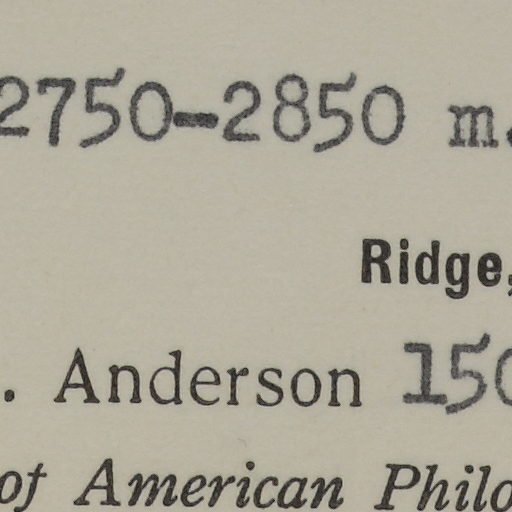 2750-2850 m.
Ridge,
. Anderson 150
of American Philo